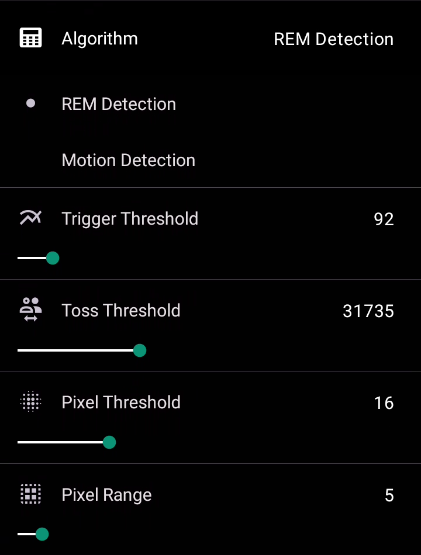 Algorithm REM Detection
REM Detection
Motion Detection
Trigger Threshold 92
Toss Threshold 31735
Pixel Threshold 16
Pixel Range 5